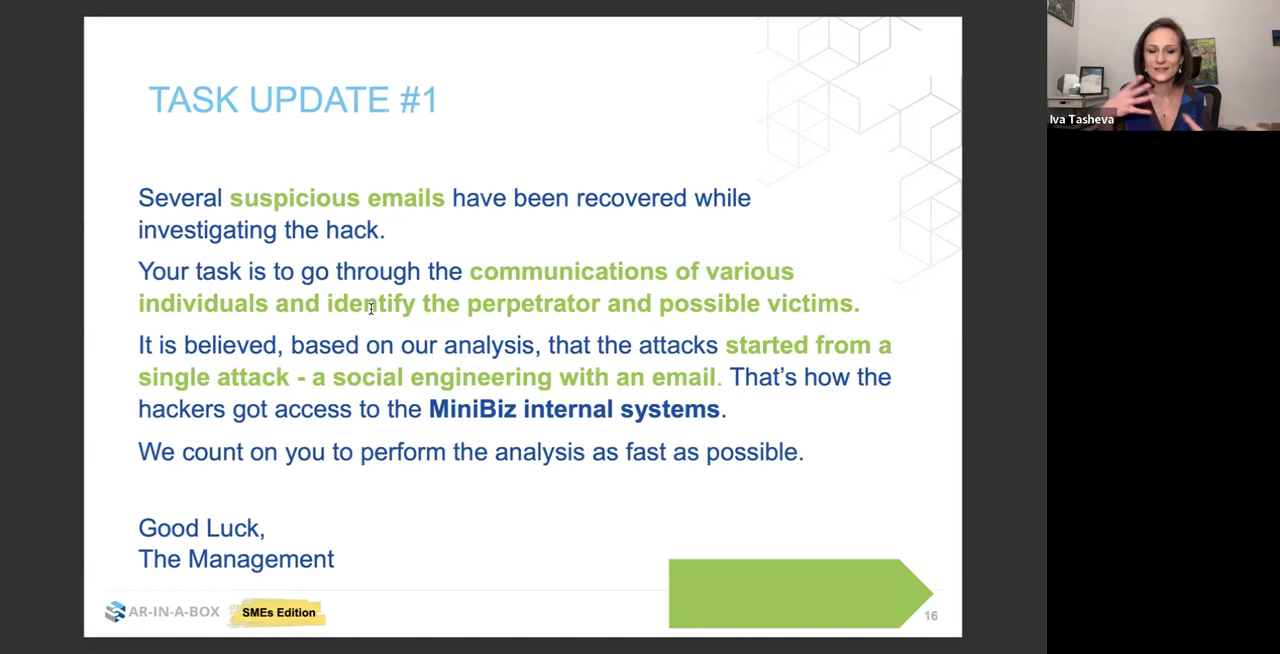 TASK UPDATE #1
Several suspicious emails have been recovered while
investigating the hack.
Your task is to go through the communications of various
individuals and identify the perpetrator and possible victims.
It is believed, based on our analysis, that the attacks started from a
single attack - a social engineering with an email. That’s how the
hackers got access to the MiniBiz internal systems.
We count on you to perform the analysis as fast as possible.
Good Luck,
The Management
AR-IN-A-BOX
SMEs Edition
16
Iva Tasheva